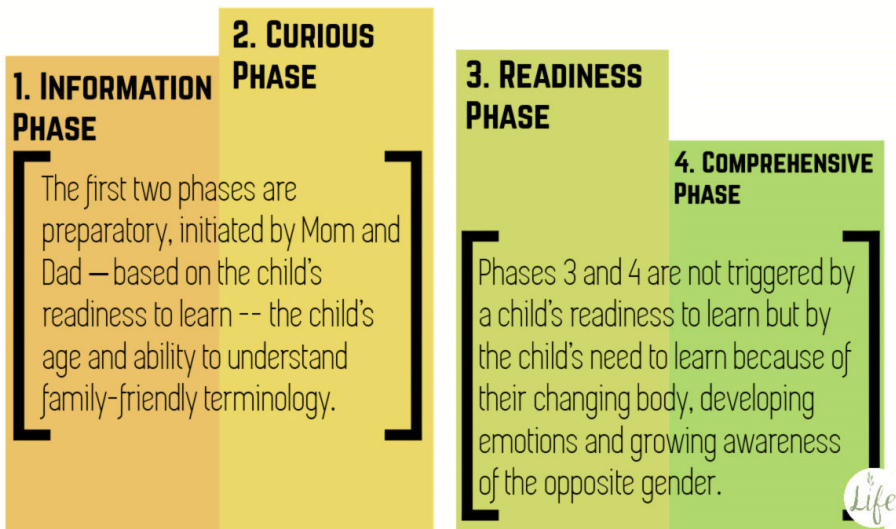 1. INFORMATION
PHASE
2. CURIOUS
PHASE
The first two phases are
preparatory, initiated by Mom and
Dad – based on the child's
readiness to learn -- the child's
age and ability to understand
family-friendly terminology.
3. READINESS
PHASE
4. COMPREHENSIVE
PHASE
Phases 3 and 4 are not triggered by
a child's readiness to learn but by
the child's need to learn because of
their changing body, developing
emotions and growing awareness
of the opposite gender.
Life